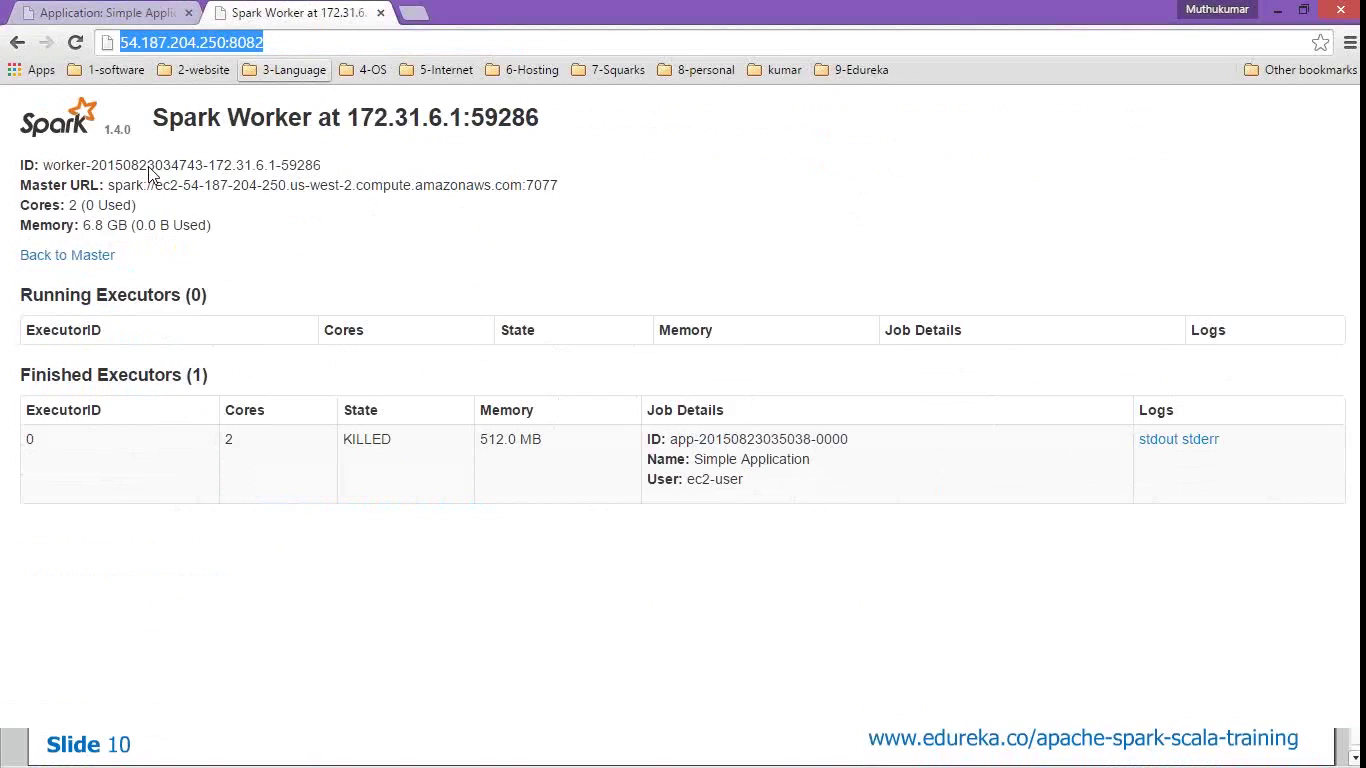 Application: Simple Appli
Spark Worker at 172.31.6.
Muthukumar
54.187.204.250:8082
Apps 1-software 2-website 3-Language 4-OS 5-Internet 6-Hosting 7-Squarks 8-personal kumar 9-Edureka Other bookmarks
Spark 1.4.0 Spark Worker at 172.31.6.1:59286
ID: worker-20150823034743-172.31.6.1-59286
Master URL: spark://ec2-54-187-204-250.us-west-2.compute.amazonaws.com:7077
Cores: 2 (0 Used)
Memory: 6.8 GB (0.0 B Used)
Back to Master
Running Executors (0)
ExecutorID Cores State Memory Job Details Logs
Finished Executors (1)
ExecutorID Cores State Memory Job Details Logs
0 2 KILLED 512.0 MB ID: app-20150823035038-0000 stdout stderr
Name: Simple Application
User: ec2-user
Slide 10 www.edureka.co/apache-spark-scala-training